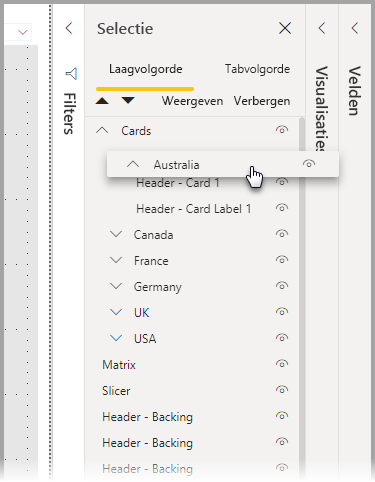 Selectie
Laagvolgorde
Tabvolgorde
Weergeven
Verbergen
Cards
Australia
Header - Card 1
Header - Card Label 1
Canada
France
Germany
UK
USA
Matrix
Slicer
Header - Backing
Header - Backing
Header - Backing
Filters
Visualisaties
Velden